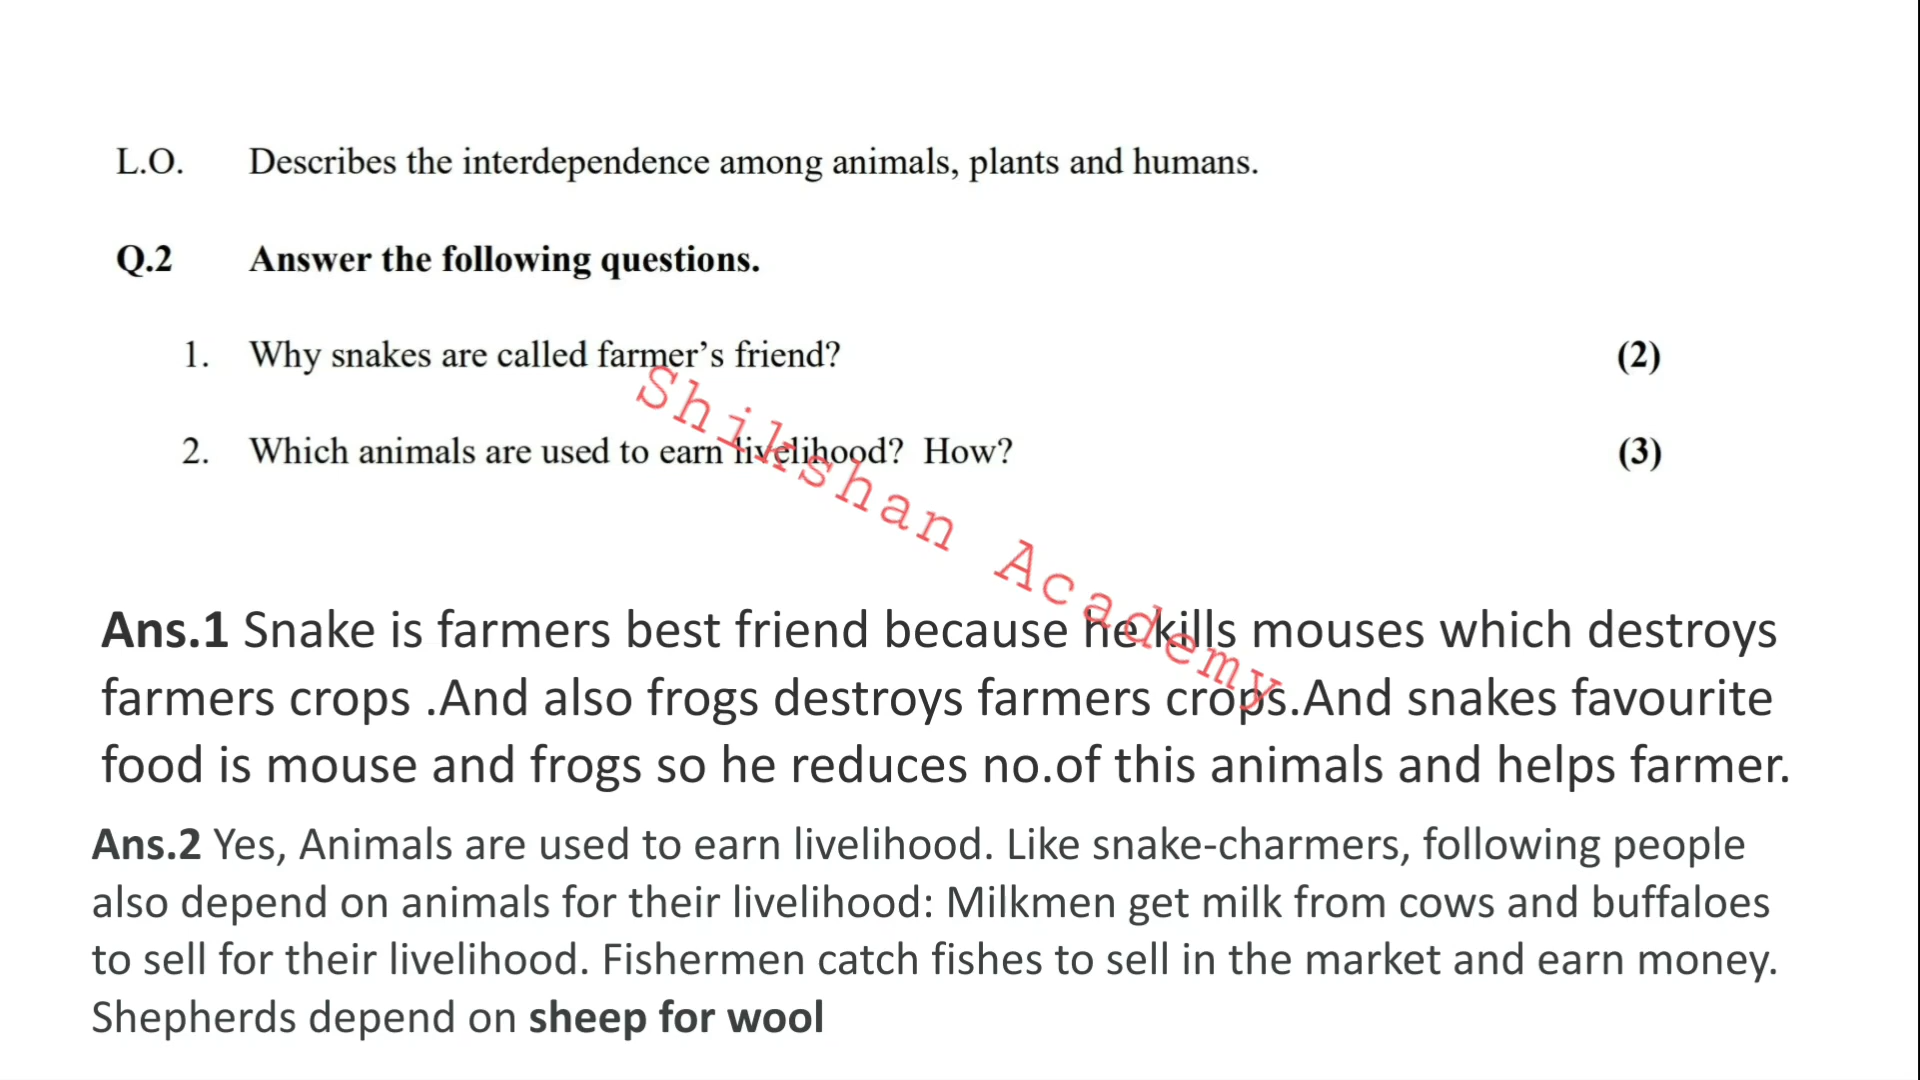 L.O. Describes the interdependence among animals, plants and humans.
Q.2 Answer the following questions.
1. Why snakes are called farmer's friend? (2)
2. Which animals are used to earn livelihood? How? (3)
Shikshan Academy
Ans.1 Snake is farmers best friend because he kills mouses which destroys
farmers crops .And also frogs destroys farmers crops.And snakes favourite
food is mouse and frogs so he reduces no.of this animals and helps farmer.
Ans.2 Yes, Animals are used to earn livelihood. Like snake-charmers, following people
also depend on animals for their livelihood: Milkmen get milk from cows and buffaloes
to sell for their livelihood. Fishermen catch fishes to sell in the market and earn money.
Shepherds depend on sheep for wool